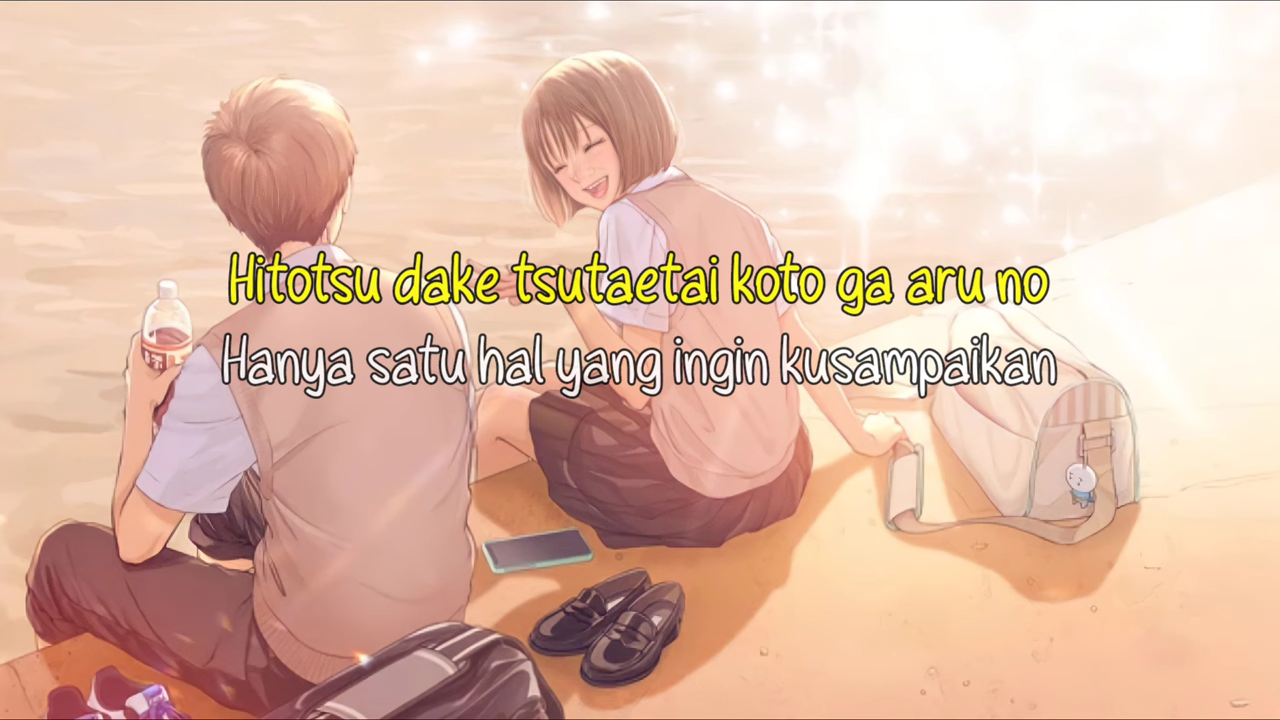 Hitotsu dake tsutaetai koto ga aru no
Hanya satu hal yang ingin kusampaikan